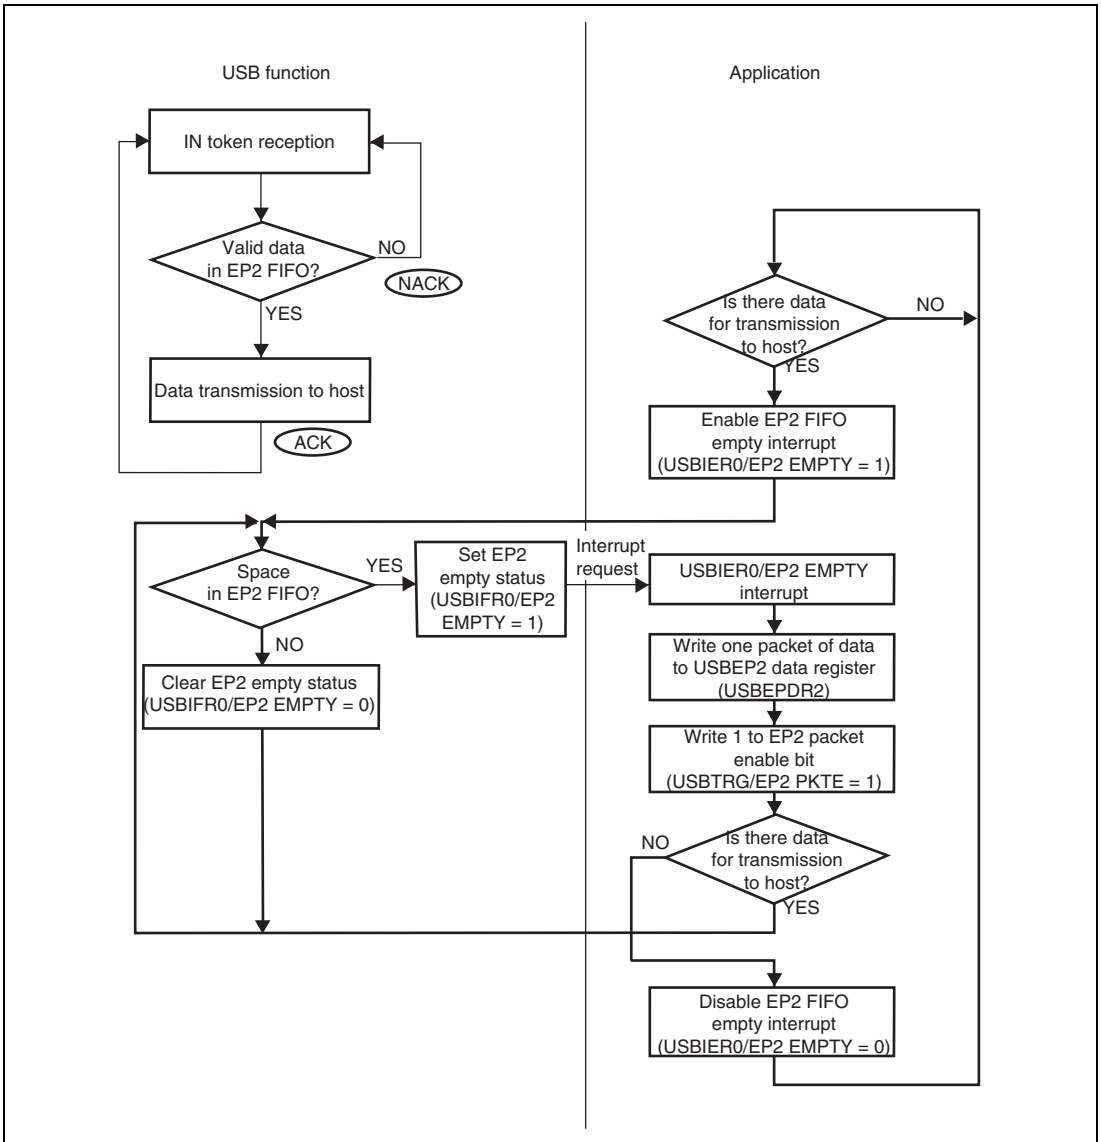 USB function
Application
IN token reception
Valid data
in EP2 FIFO?
NO
NACK
YES
Data transmission to host
ACK
Is there data
for transmission
to host?
NO
YES
Enable EP2 FIFO
empty interrupt
(USBIER0/EP2 EMPTY = 1)
Space
in EP2 FIFO?
YES
Set EP2
empty status
(USBIFR0/EP2
EMPTY = 1)
Interrupt
request
USBIER0/EP2 EMPTY
interrupt
NO
Clear EP2 empty status
(USBIFR0/EP2 EMPTY = 0)
Write one packet of data
to USBEP2 data register
(USBEPDR2)
Write 1 to EP2 packet
enable bit
(USBTRG/EP2 PKTE = 1)
NO
Is there data
for transmission
to host?
YES
Disable EP2 FIFO
empty interrupt
(USBIER0/EP2 EMPTY = 0)